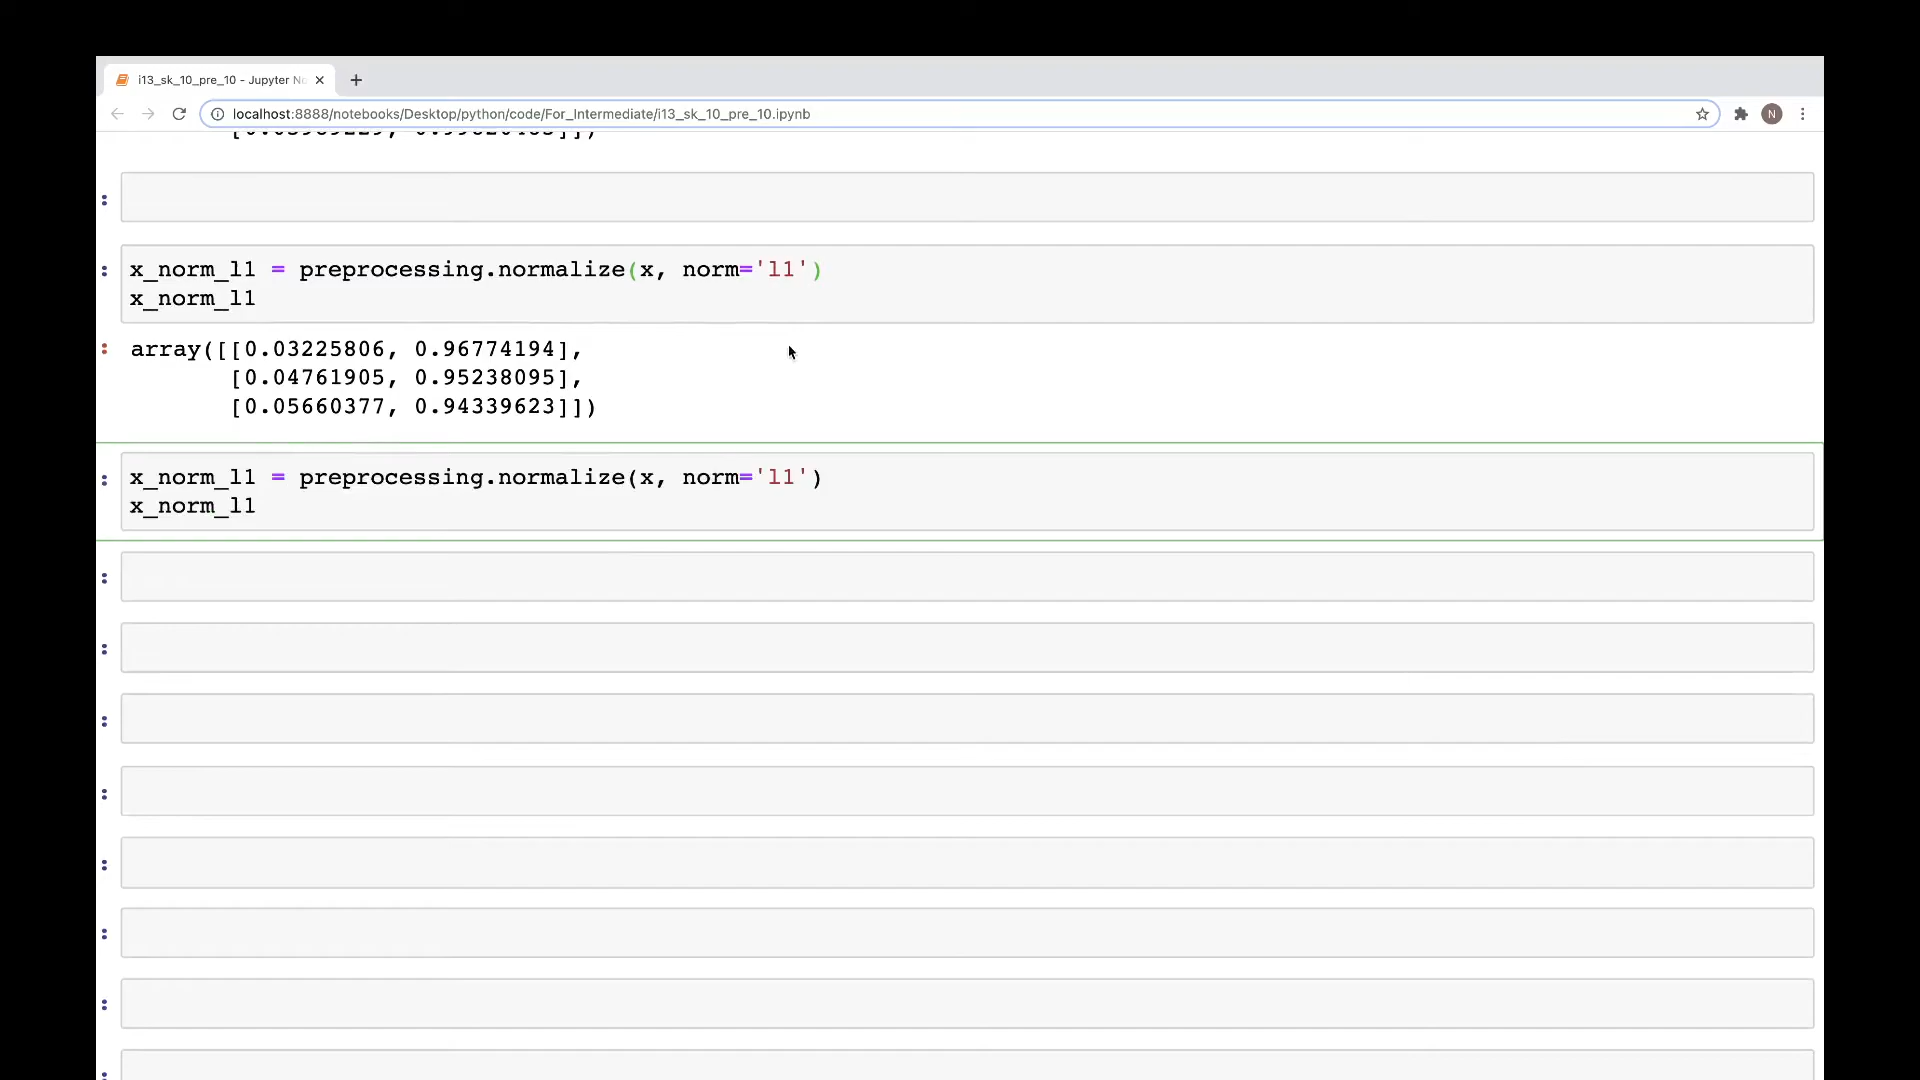 i13_sk_10_pre_10 - Jupyter
localhost:8888/notebooks/Desktop/python/code/For_Intermediate/i13_sk_10_pre_10.ipynb
N
x_norm_l1 = preprocessing.normalize(x, norm='l1')
x_norm_l1
array([[0.03225806, 0.96774194],
[0.04761905, 0.95238095],
[0.05660377, 0.94339623]])
x_norm_l1 = preprocessing.normalize(x, norm='l1')
x_norm_l1